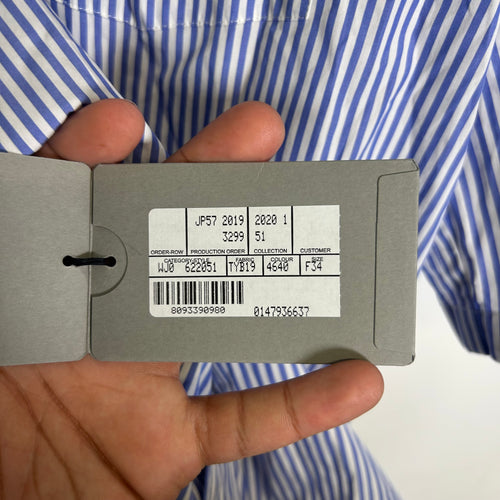 JP57 2019 2020 1
3299 51
ORDER-ROW PRODUCTION ORDER COLLECTION CUSTOMER
CATEGORY-STYLE FABRIC COLOUR SIZE
WJ0 622051 TYB19 4640 F34
8093390980 0147936637